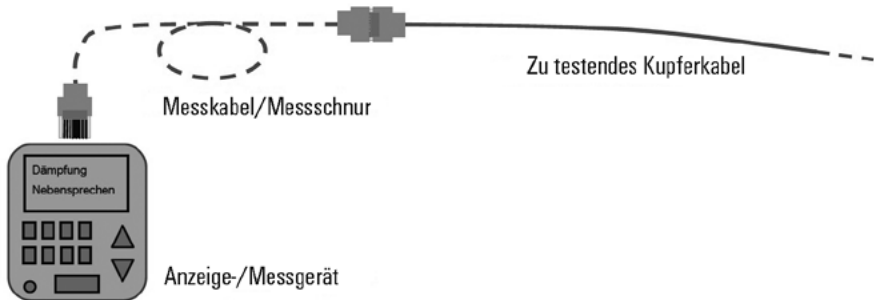 Zu testendes Kupferkabel
Messkabel/Messschnur
Dämpfung
Nebensprechen
Anzeige-/Messgerät